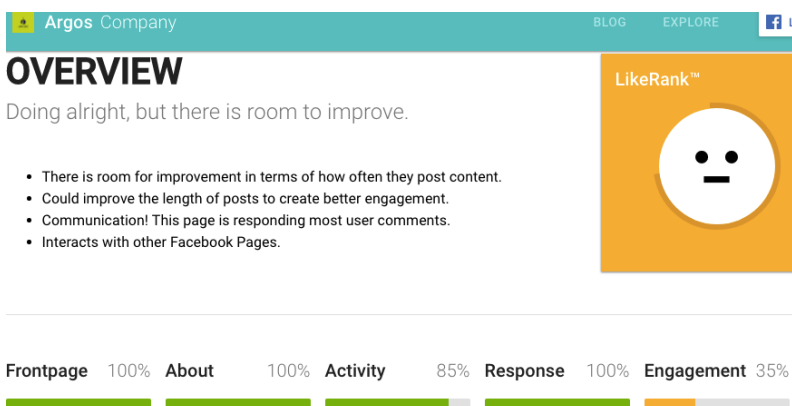 Argos Company BLOG EXPLORE
OVERVIEW
LikeRank™
Doing alright, but there is room to improve.
There is room for improvement in terms of how often they post content.
Could improve the length of posts to create better engagement.
Communication! This page is responding most user comments.
Interacts with other Facebook Pages.
Frontpage 100% About 100% Activity 85% Response 100% Engagement 35%